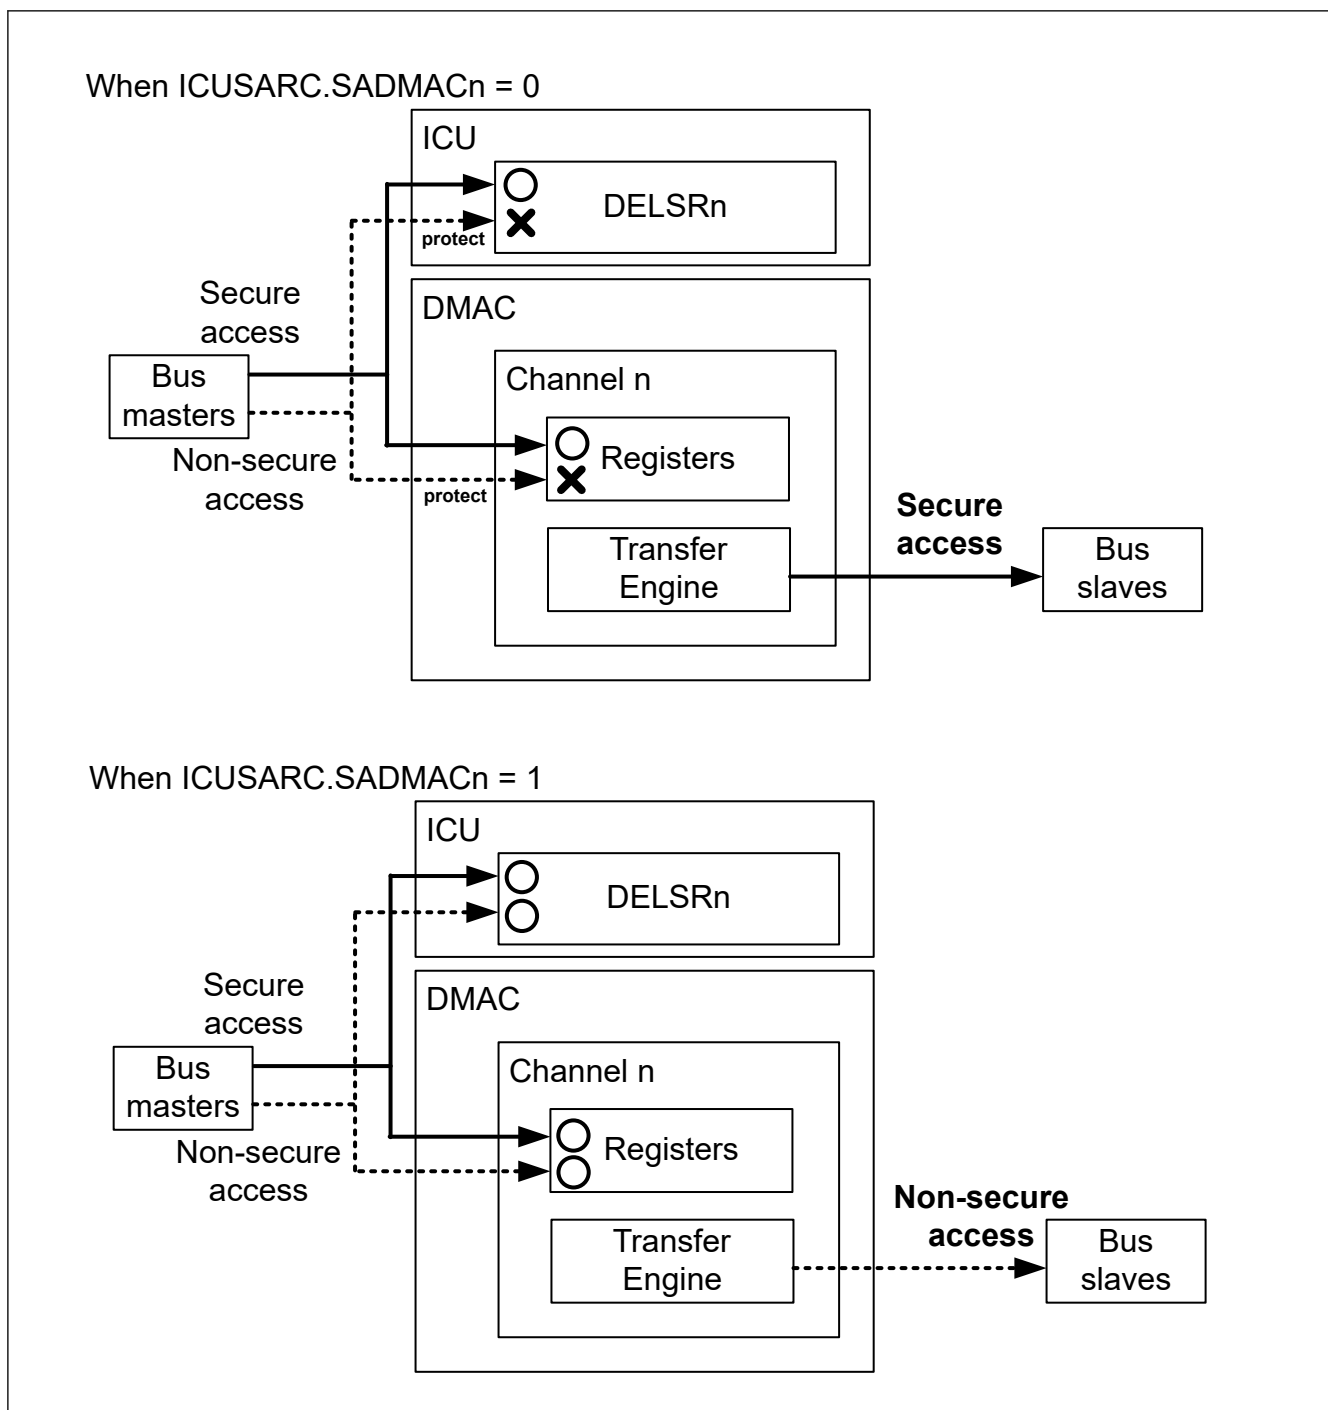 When ICUSARC.SADMACn = 0
ICU
DELSRn
protect
Secure
access
DMAC
Bus
masters
Channel n
Non-secure
access
Registers
protect
Secure
access
Transfer
Engine
Bus
slaves
When ICUSARC.SADMACn = 1
ICU
DELSRn
Secure
access
DMAC
Bus
masters
Channel n
Non-secure
access
Registers
Non-secure
access
Transfer
Engine
Bus
slaves